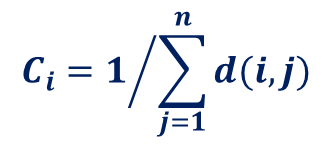 C_i = 1/∑_{j=1}^{n} d(i,j)